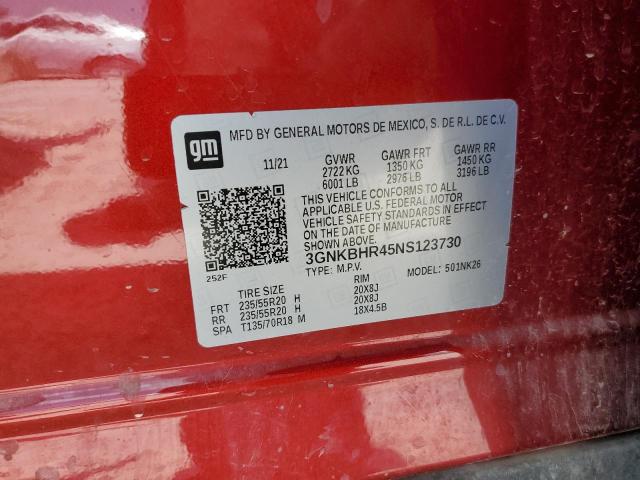 gm
MFD BY GENERAL MOTORS DE MEXICO, S. DE R.L. DE C.V.
11/21 GVWR GAWR FRT GAWR RR
2722 KG 1350 KG 1450 KG
6001 LB 2976 LB 3196 LB
THIS VEHICLE CONFORMS TO ALL
APPLICABLE U.S. FEDERAL MOTOR
VEHICLE SAFETY STANDARDS IN EFFECT
ON THE DATE OF MANUFACTURE
SHOWN ABOVE.
3GNKBHR45NS123730
252F TYPE: M.P.V. MODEL: 501NK26
TIRE SIZE RIM
FRT 235/55R20 H 20X8J
RR 235/55R20 H 20X8J
SPA T135/70R18 M 18X4.5B